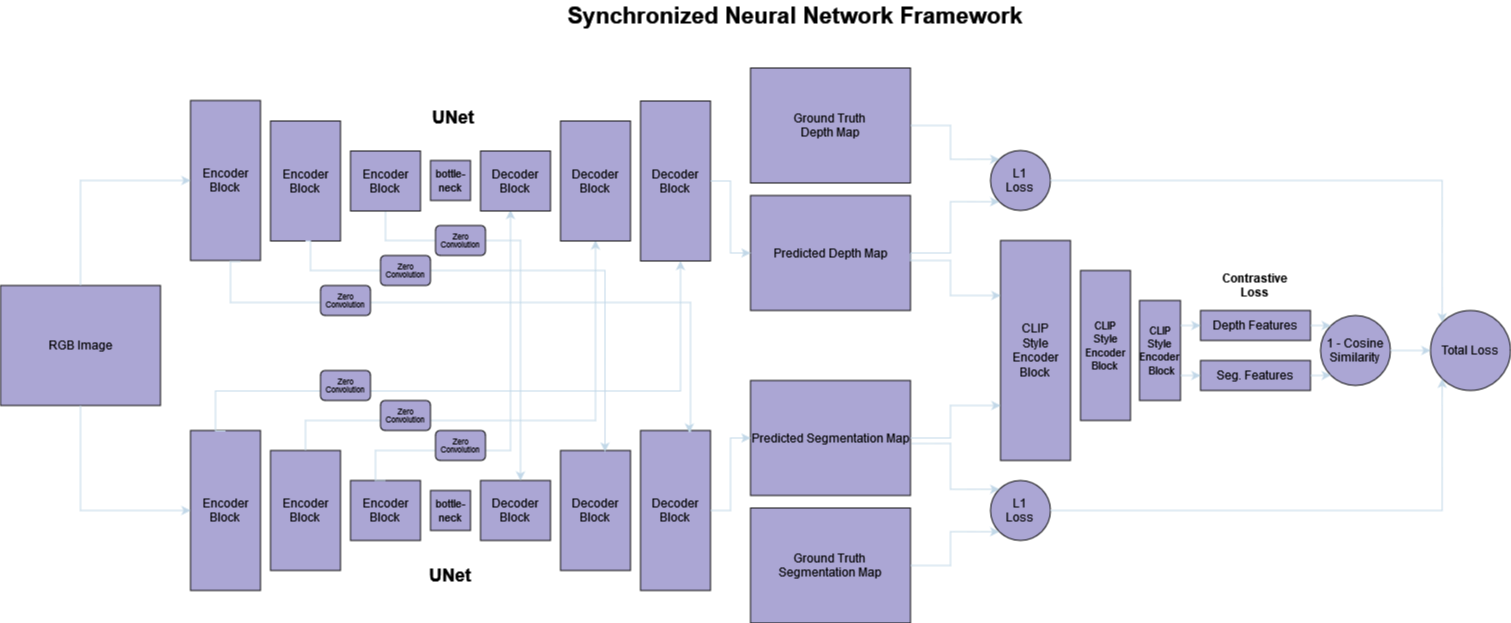 Synchronized Neural Network Framework
UNet
Encoder
Block
Encoder
Block
Encoder
Block
bottle-
neck
Decoder
Block
Decoder
Block
Decoder
Block
Zero
Convolution
Zero
Convolution
Zero
Convolution
RGB Image
Zero
Convolution
Zero
Convolution
Zero
Convolution
Encoder
Block
Encoder
Block
Encoder
Block
bottle-
neck
Decoder
Block
Decoder
Block
Decoder
Block
UNet
Ground Truth
Depth Map
Predicted Depth Map
Predicted Segmentation Map
Ground Truth
Segmentation Map
L1
Loss
CLIP
Style
Encoder
Block
CLIP
Style
Encoder
Block
CLIP
Style
Encoder
Block
L1
Loss
Contrastive
Loss
Depth Features
Seg. Features
1 - Cosine
Similarity
Total Loss